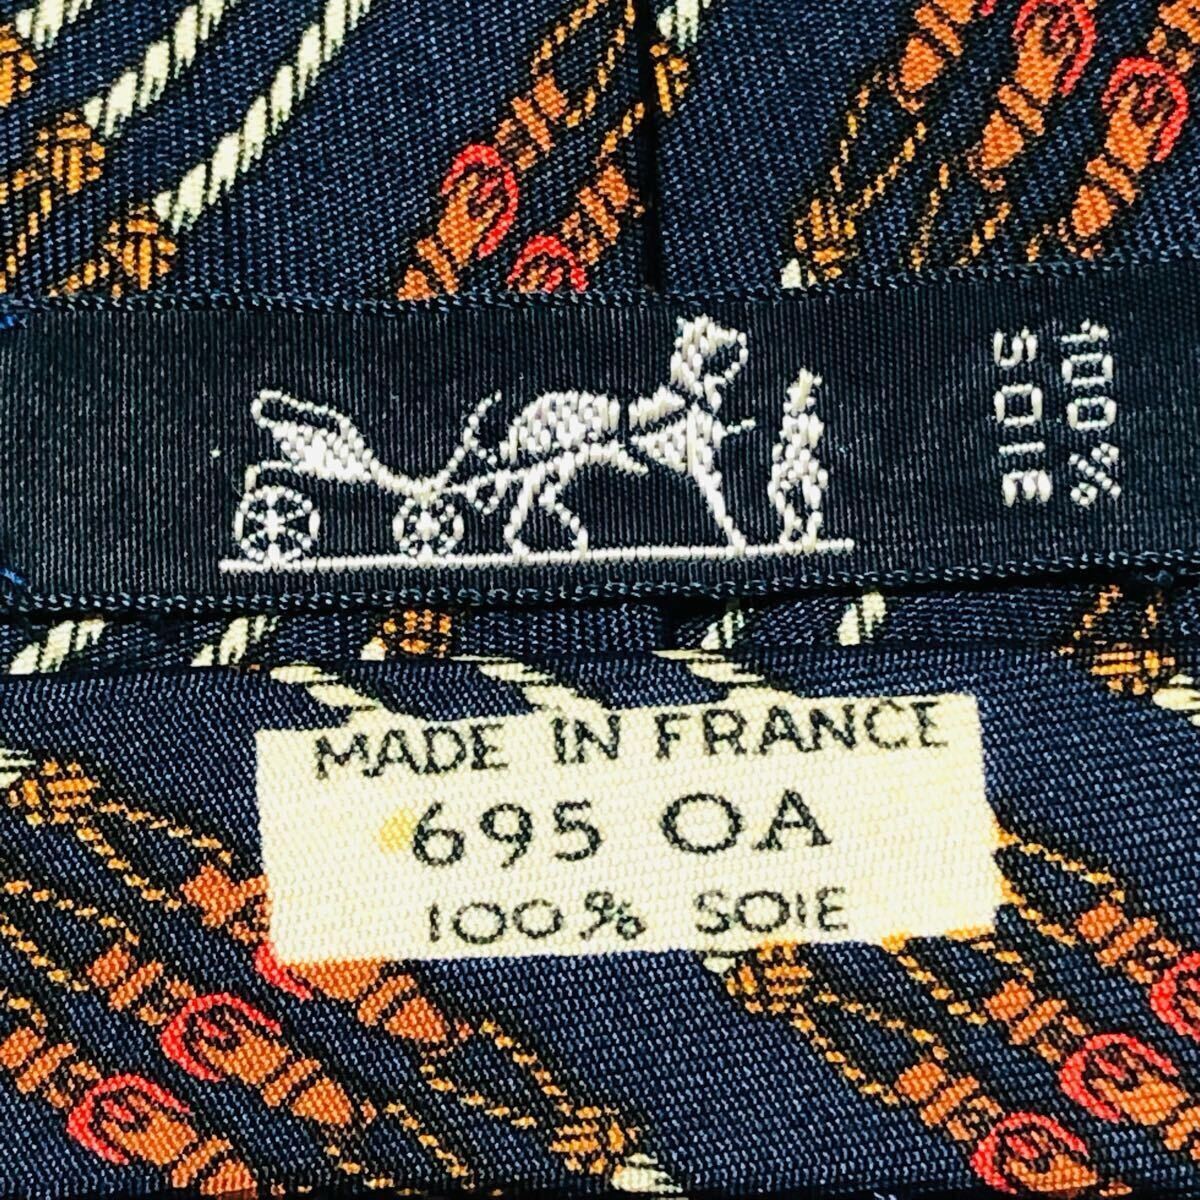 100%
SOIE
MADE IN FRANCE
695 OA
100% SOIE